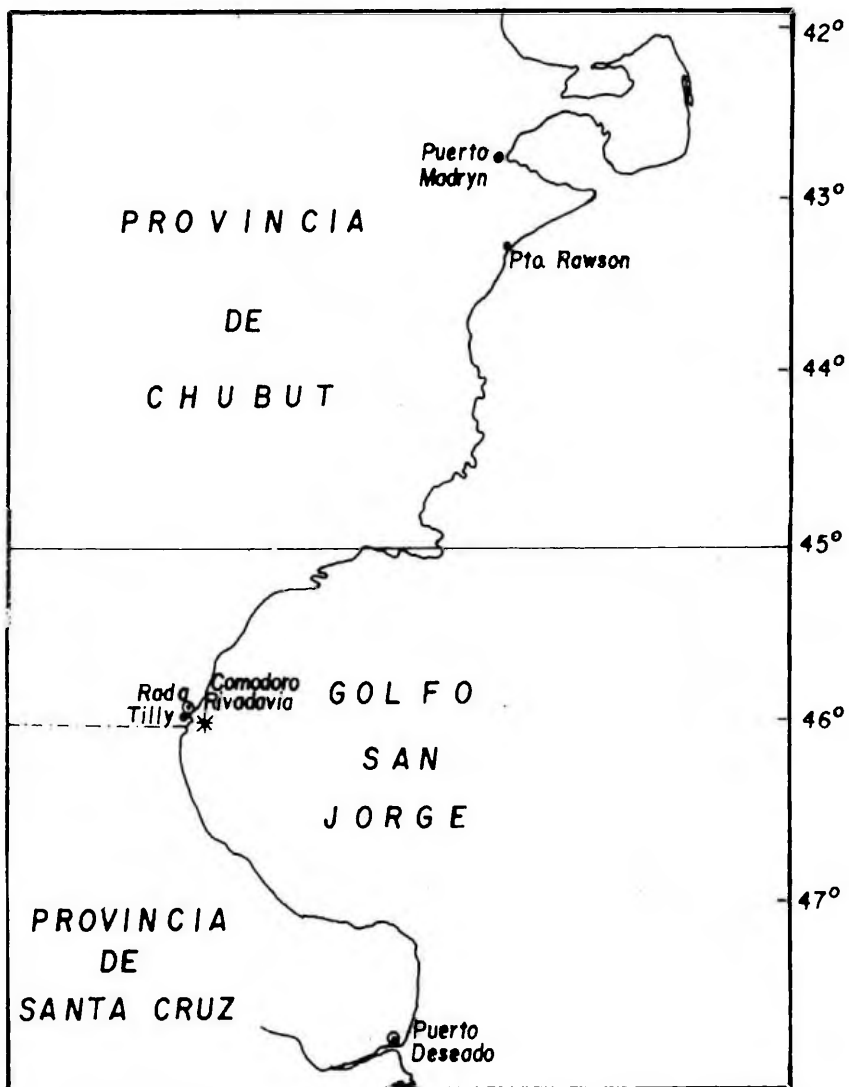 42°
Puerto
Madryn
43°
PROVINCIA
Pto. Rawson
DE
44°
CHUBUT
45°
Comodoro
Rivadavia
Rada
Tilly
46°
GOLFO
SAN
JORGE
47°
PROVINCIA
DE
SANTA CRUZ
Puerto
Deseado